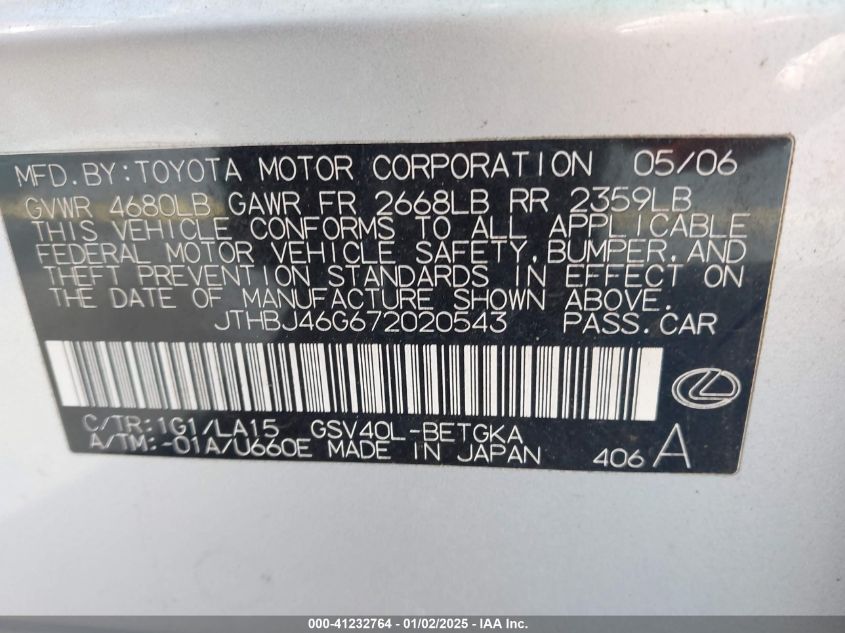 MFD.BY:TOYOTA MOTOR CORPORATION 05/06
GVWR 4680LB GAWR FR 2668LB RR 2359LB
THIS VEHICLE CONFORMS TO ALL APPLICABLE
FEDERAL MOTOR VEHICLE SAFETY,BUMPER,AND
THEFT PREVENTION STANDARDS IN EFFECT ON
THE DATE OF MANUFACTURE SHOWN ABOVE.
JTHBJ46G672020543 PASS.CAR
C/TR:1G1/LA15 GSV40L-BETGKA
A/TM:-01A/U660E MADE IN JAPAN 406 A
000-41232764 - 01/02/2025 - IAA Inc.